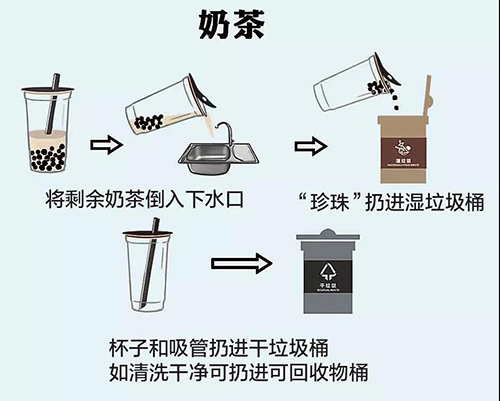 奶茶
将剩余奶茶倒入下水口
“珍珠”扔进湿垃圾桶
湿垃圾
干垃圾
杯子和吸管扔进干垃圾桶
如清洗干净可扔进可回收物桶